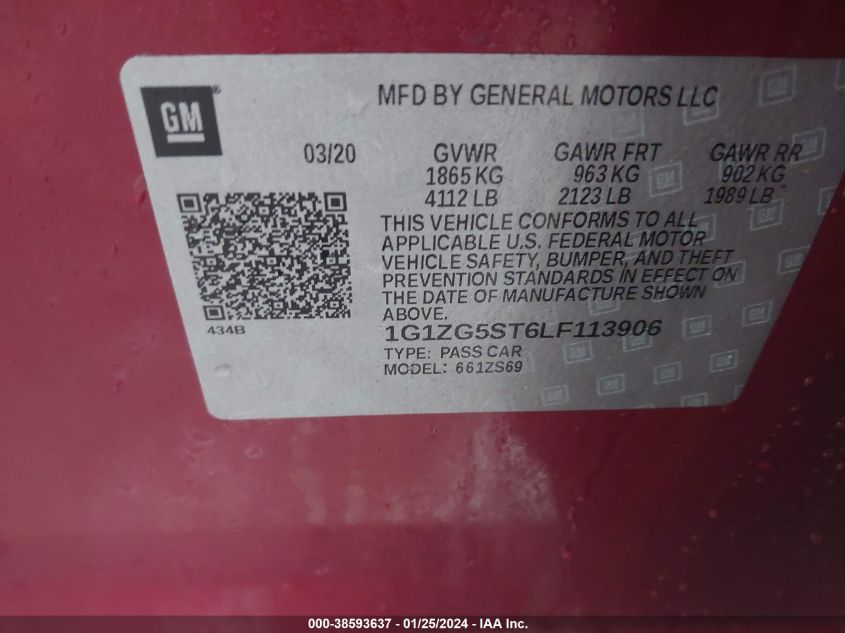 MFD BY GENERAL MOTORS LLC
GM
03/20 GVWR GAWR FRT GAWR RR
1865 KG 963 KG 902 KG
4112 LB 2123 LB 1989 LB
THIS VEHICLE CONFORMS TO ALL
APPLICABLE U.S. FEDERAL MOTOR
VEHICLE SAFETY, BUMPER, AND THEFT
PREVENTION STANDARDS IN EFFECT ON
THE DATE OF MANUFACTURE SHOWN
ABOVE.
434B
1G1ZG5ST6LF113906
TYPE: PASS CAR
MODEL: 661ZS69
000-38593637 - 01/25/2024 - IAA Inc.